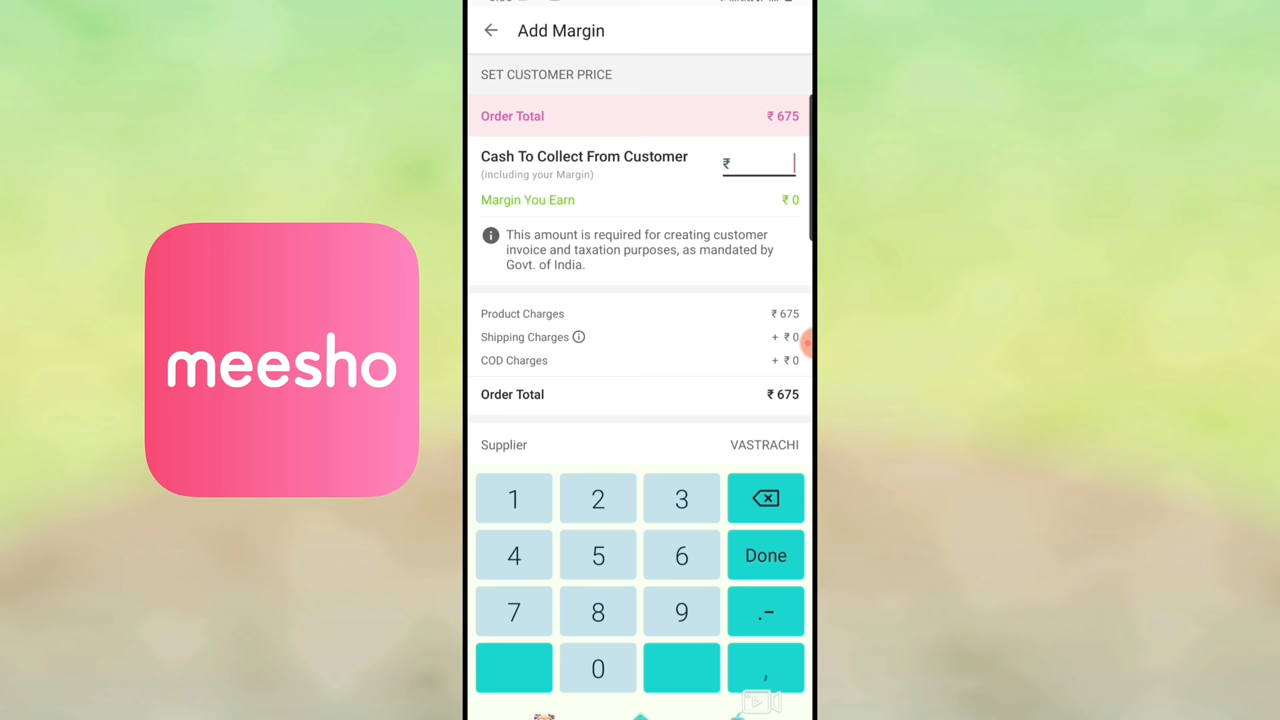 meesho
Add Margin
SET CUSTOMER PRICE
Order Total ₹ 675
Cash To Collect From Customer ₹
(including your Margin)
Margin You Earn ₹ 0
This amount is required for creating customer
invoice and taxation purposes, as mandated by
Govt. of India.
Product Charges ₹ 675
Shipping Charges + ₹ 0
COD Charges + ₹ 0
Order Total ₹ 675
Supplier VASTRACHI
1 2 3
4 5 6 Done
7 8 9 .-
0 ,